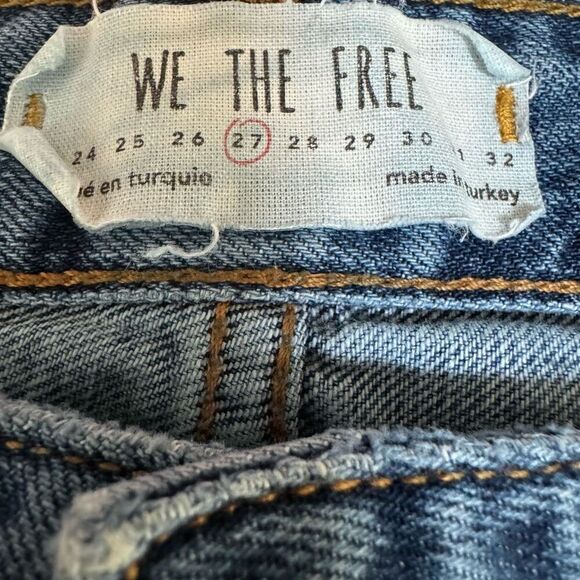 WE THE FREE
24 25 26 27 28 29 30 1 32
ué en turquie made in turkey